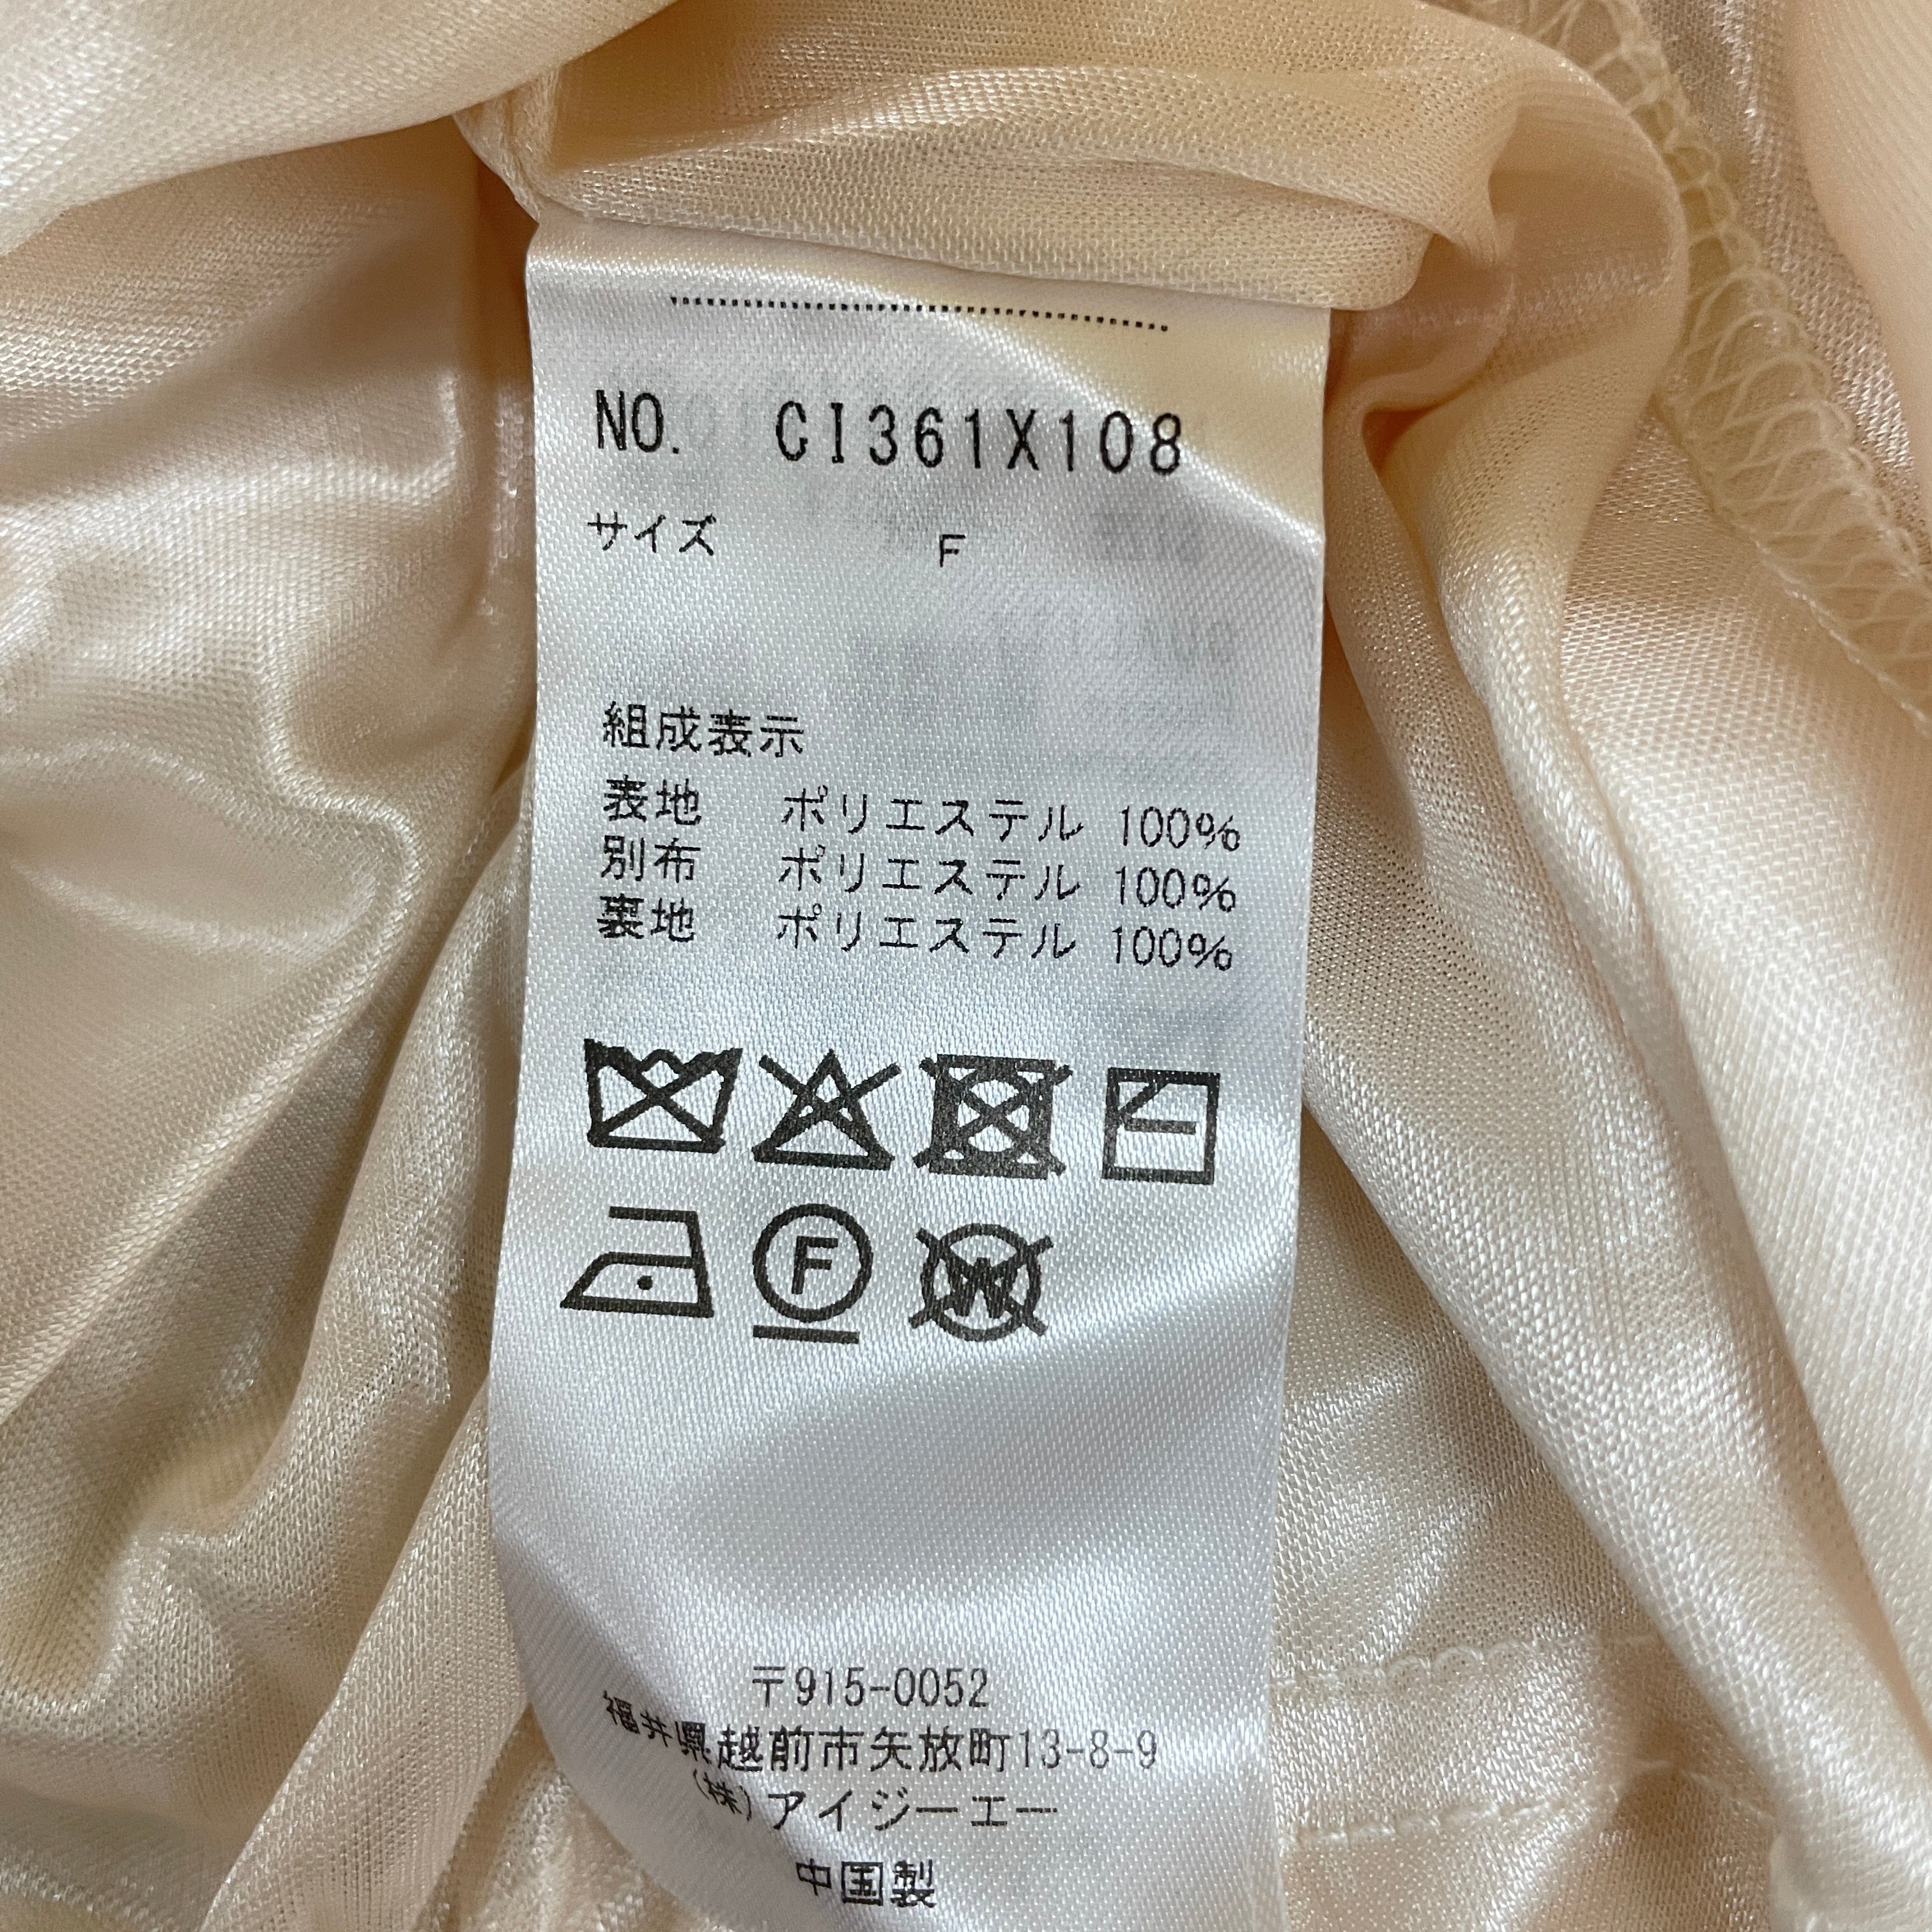 NO. CI361X108
サイズ F
組成表示
表地 ポリエステル 100%
別布 ポリエステル 100%
裏地 ポリエステル 100%
F
W
〒915-0052
福井県越前市矢放町13-8-9
(株)アイジーエー
中国製